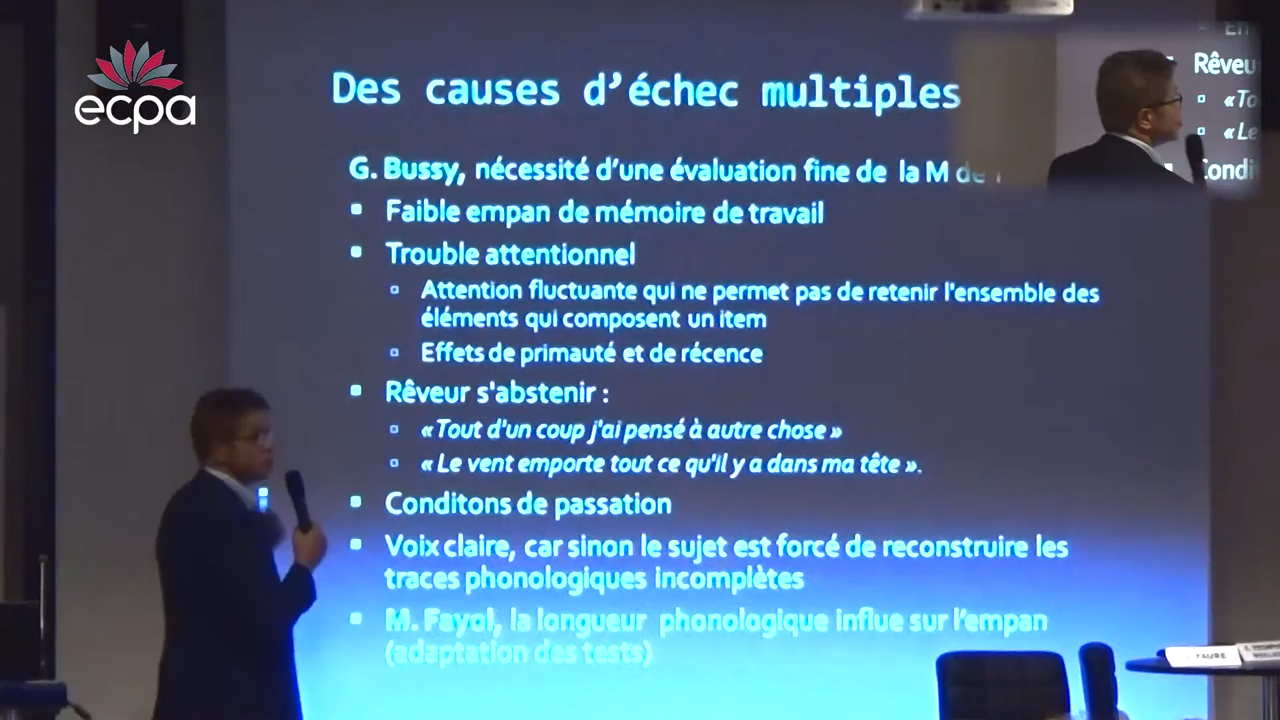 ecpa
Des causes d'échec multiples
G. Bussy, nécessité d'une évaluation fine de la M de
▪ Faible empan de mémoire de travail
▪ Trouble attentionnel
▫ Attention fluctuante qui ne permet pas de retenir l'ensemble des
éléments qui composent un item
▫ Effets de primauté et de récence
▪ Rêveur s'abstenir :
▫ « Tout d'un coup j'ai pensé à autre chose »
▫ « Le vent emporte tout ce qu'il y a dans ma tête ».
▪ Conditons de passation
▪ Voix claire, car sinon le sujet est forcé de reconstruire les
traces phonologiques incomplètes
▪ M. Fayol, la longueur phonologique influe sur l'empan
(adaptation des tests)
Rêveu
▫ «To
▫ «Le
Condi
FAURE